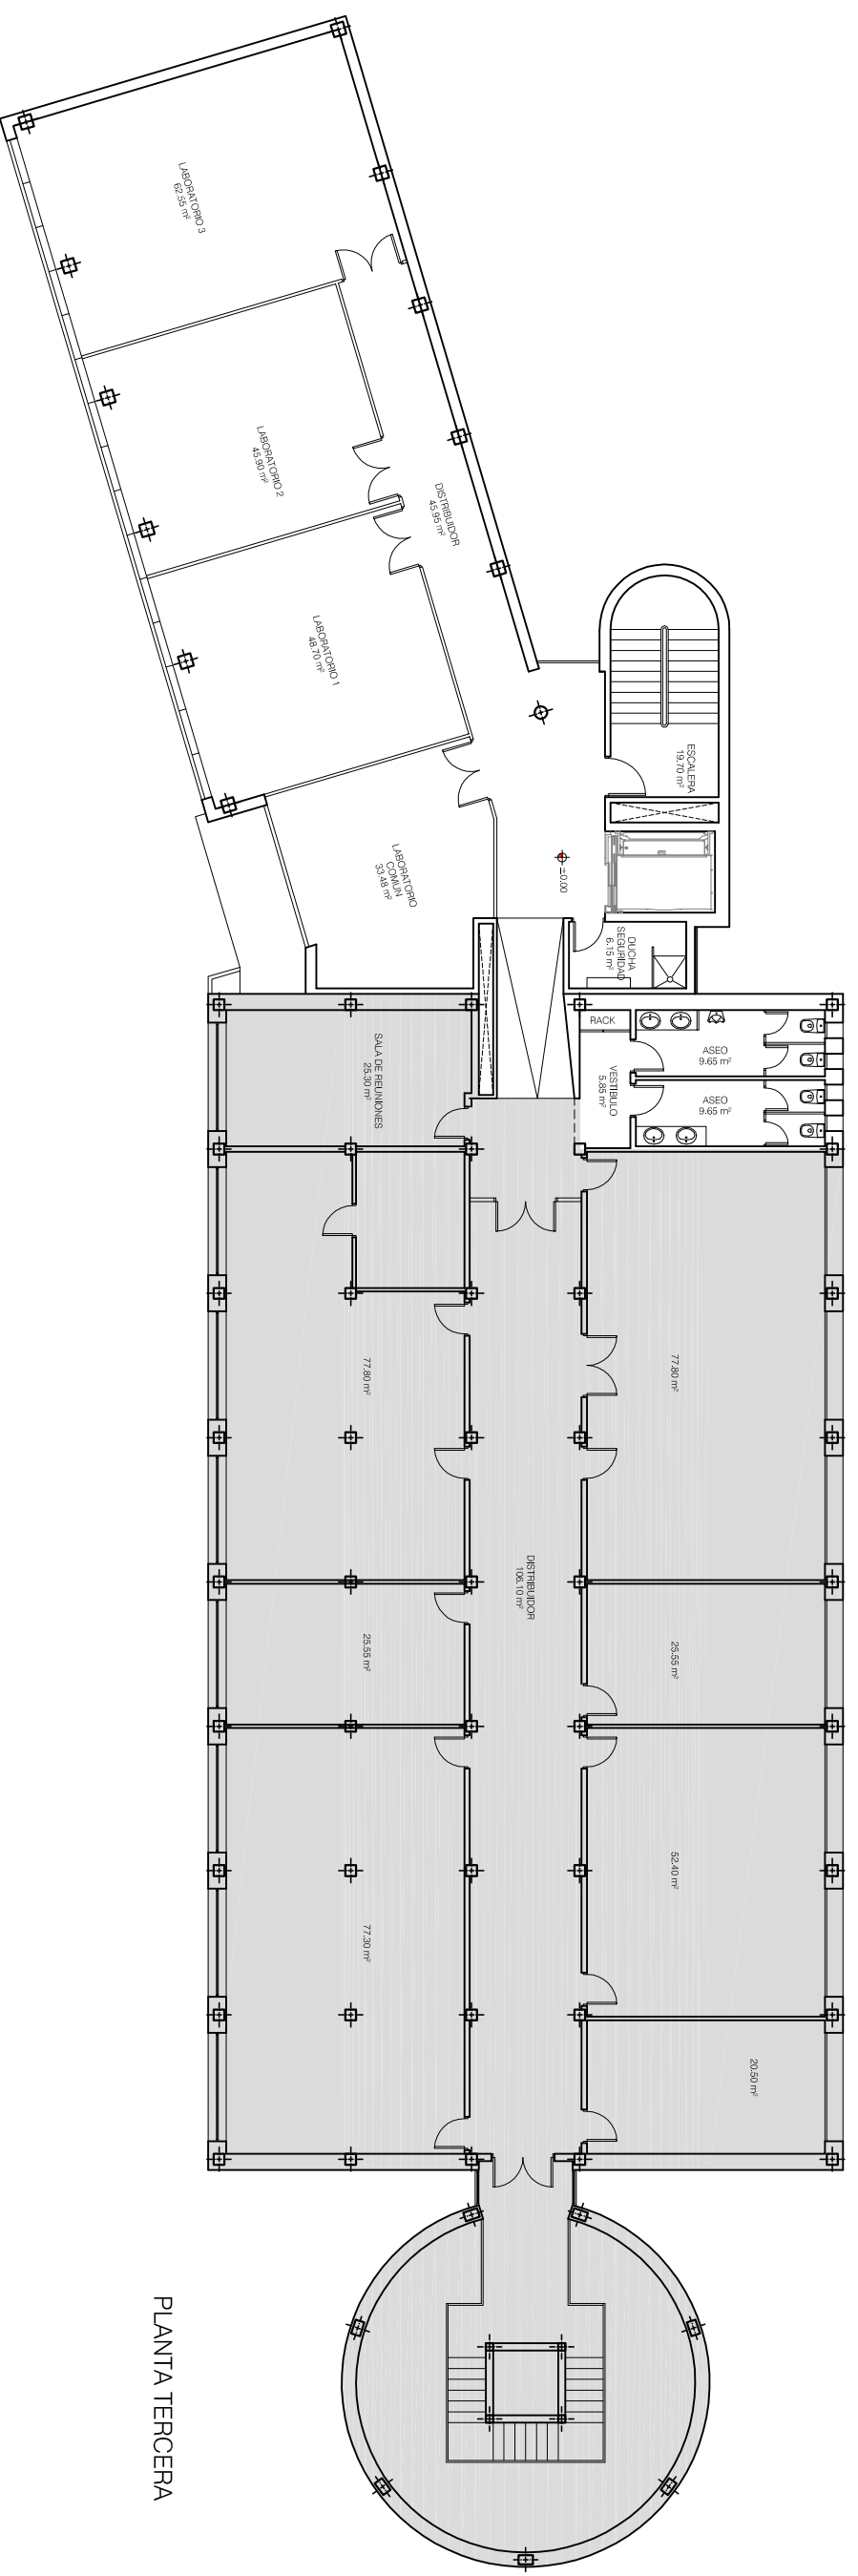 LABORATORIO 3
62.55 m²
LABORATORIO 2
45.90 m²
DISTRIBUIDOR
45.95 m²
LABORATORIO 1
48.70 m²
ESCALERA
19.70 m²
LABORATORIO
COMUN
33.48 m²
±0.00
DUCHA
SEGURIDAD
6.15 m²
RACK
ASEO
9.65 m²
VESTIBULO
5.85 m²
ASEO
9.65 m²
SALA DE REUNIONES
25.30 m²
77.80 m²
77.80 m²
DISTRIBUIDOR
106.10 m²
25.55 m²
25.55 m²
52.40 m²
77.30 m²
20.50 m²
PLANTA TERCERA